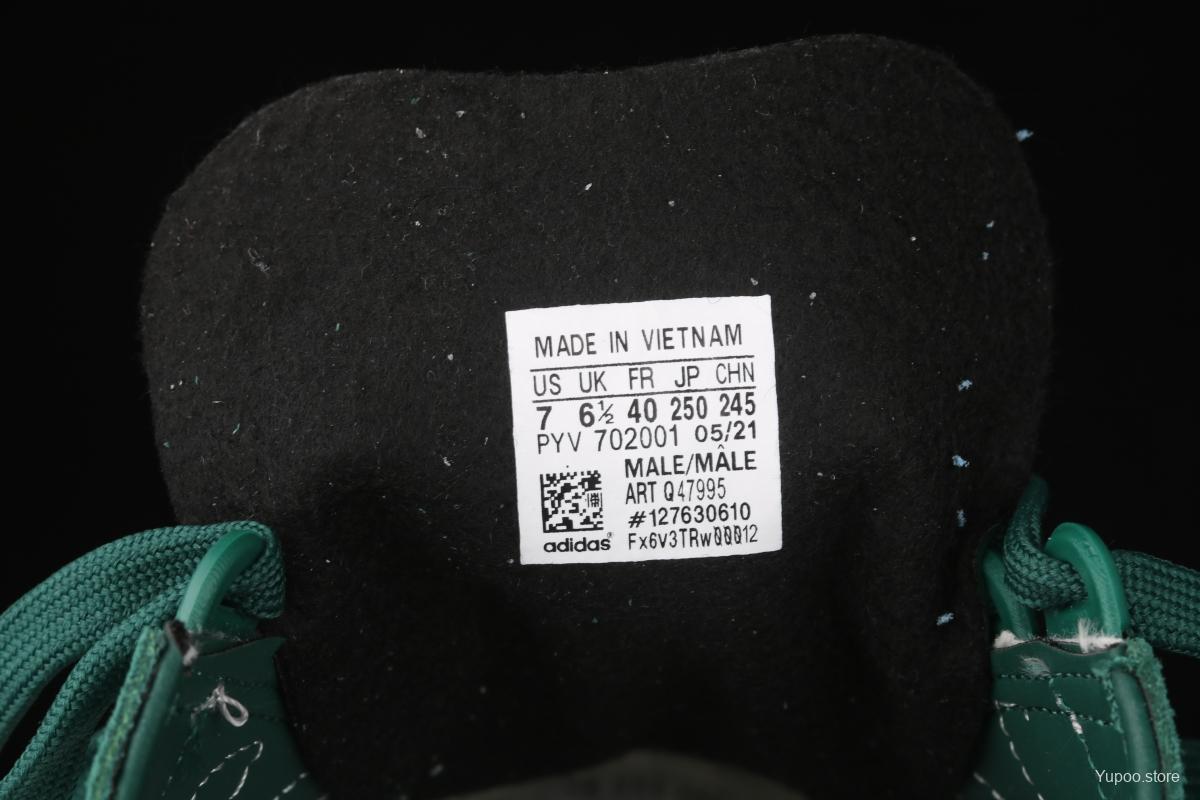 MADE IN VIETNAM
US UK FR JP CHN
7 6½ 40 250 245
PYV 702001 05/21
MALE/MÂLE
ART Q47995
#127630610
adidas® Fx6V3TRw00012
Yupoo.store